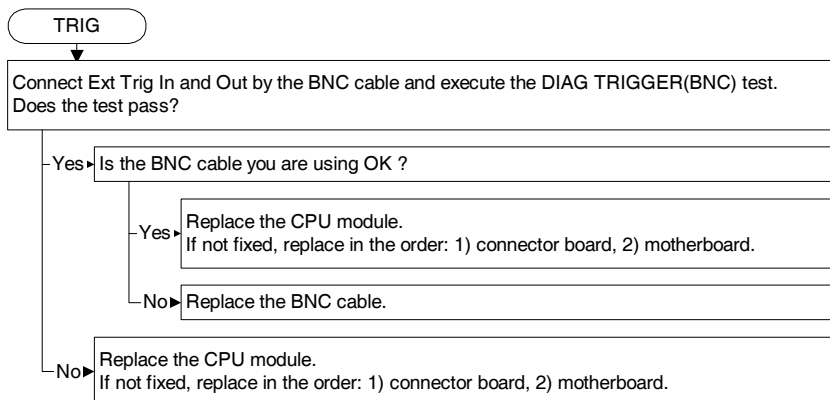 TRIG
Connect Ext Trig In and Out by the BNC cable and execute the DIAG TRIGGER(BNC) test.
Does the test pass?
Yes
Is the BNC cable you are using OK ?
Yes
Replace the CPU module.
If not fixed, replace in the order: 1) connector board, 2) motherboard.
No
Replace the BNC cable.
No
Replace the CPU module.
If not fixed, replace in the order: 1) connector board, 2) motherboard.